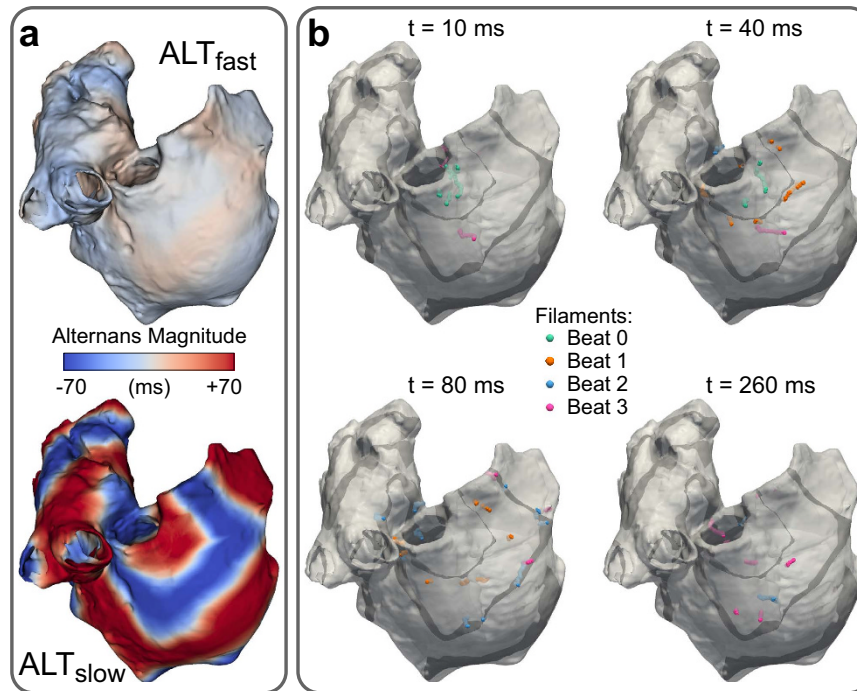 a
ALTfast
Alternans Magnitude
-70 (ms) +70
ALTslow
b
t = 10 ms
t = 40 ms
Filaments:
Beat 0
Beat 1
Beat 2
Beat 3
t = 80 ms
t = 260 ms